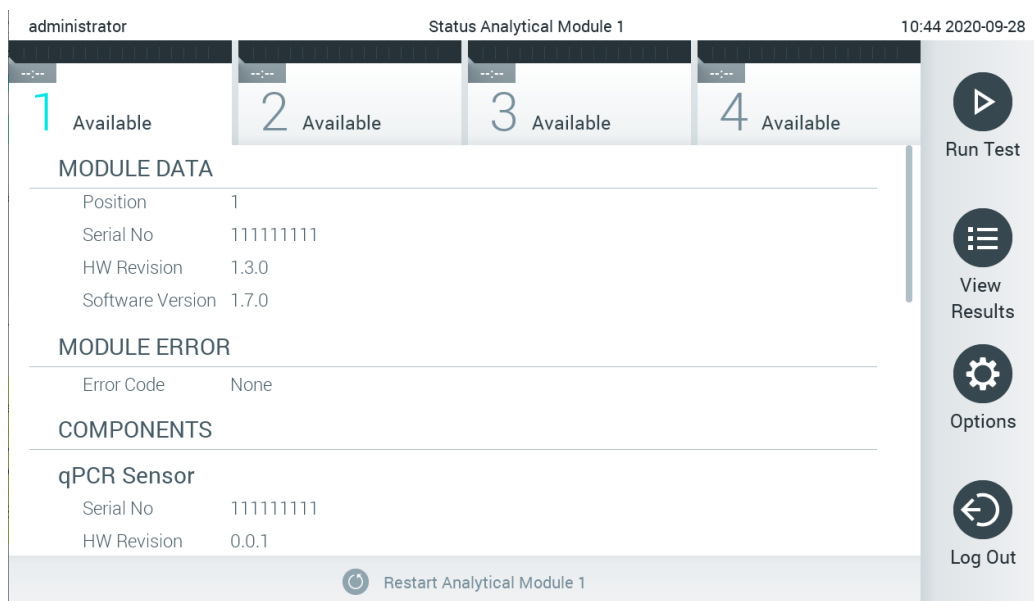 administrator Status Analytical Module 1 10:44 2020-09-28
--:-- --:-- --:-- --:--
1 Available 2 Available 3 Available 4 Available
Run Test
MODULE DATA
Position 1
Serial No 111111111
HW Revision 1.3.0
Software Version 1.7.0
View
Results
MODULE ERROR
Error Code None
Options
COMPONENTS
qPCR Sensor
Serial No 111111111
HW Revision 0.0.1
Log Out
Restart Analytical Module 1